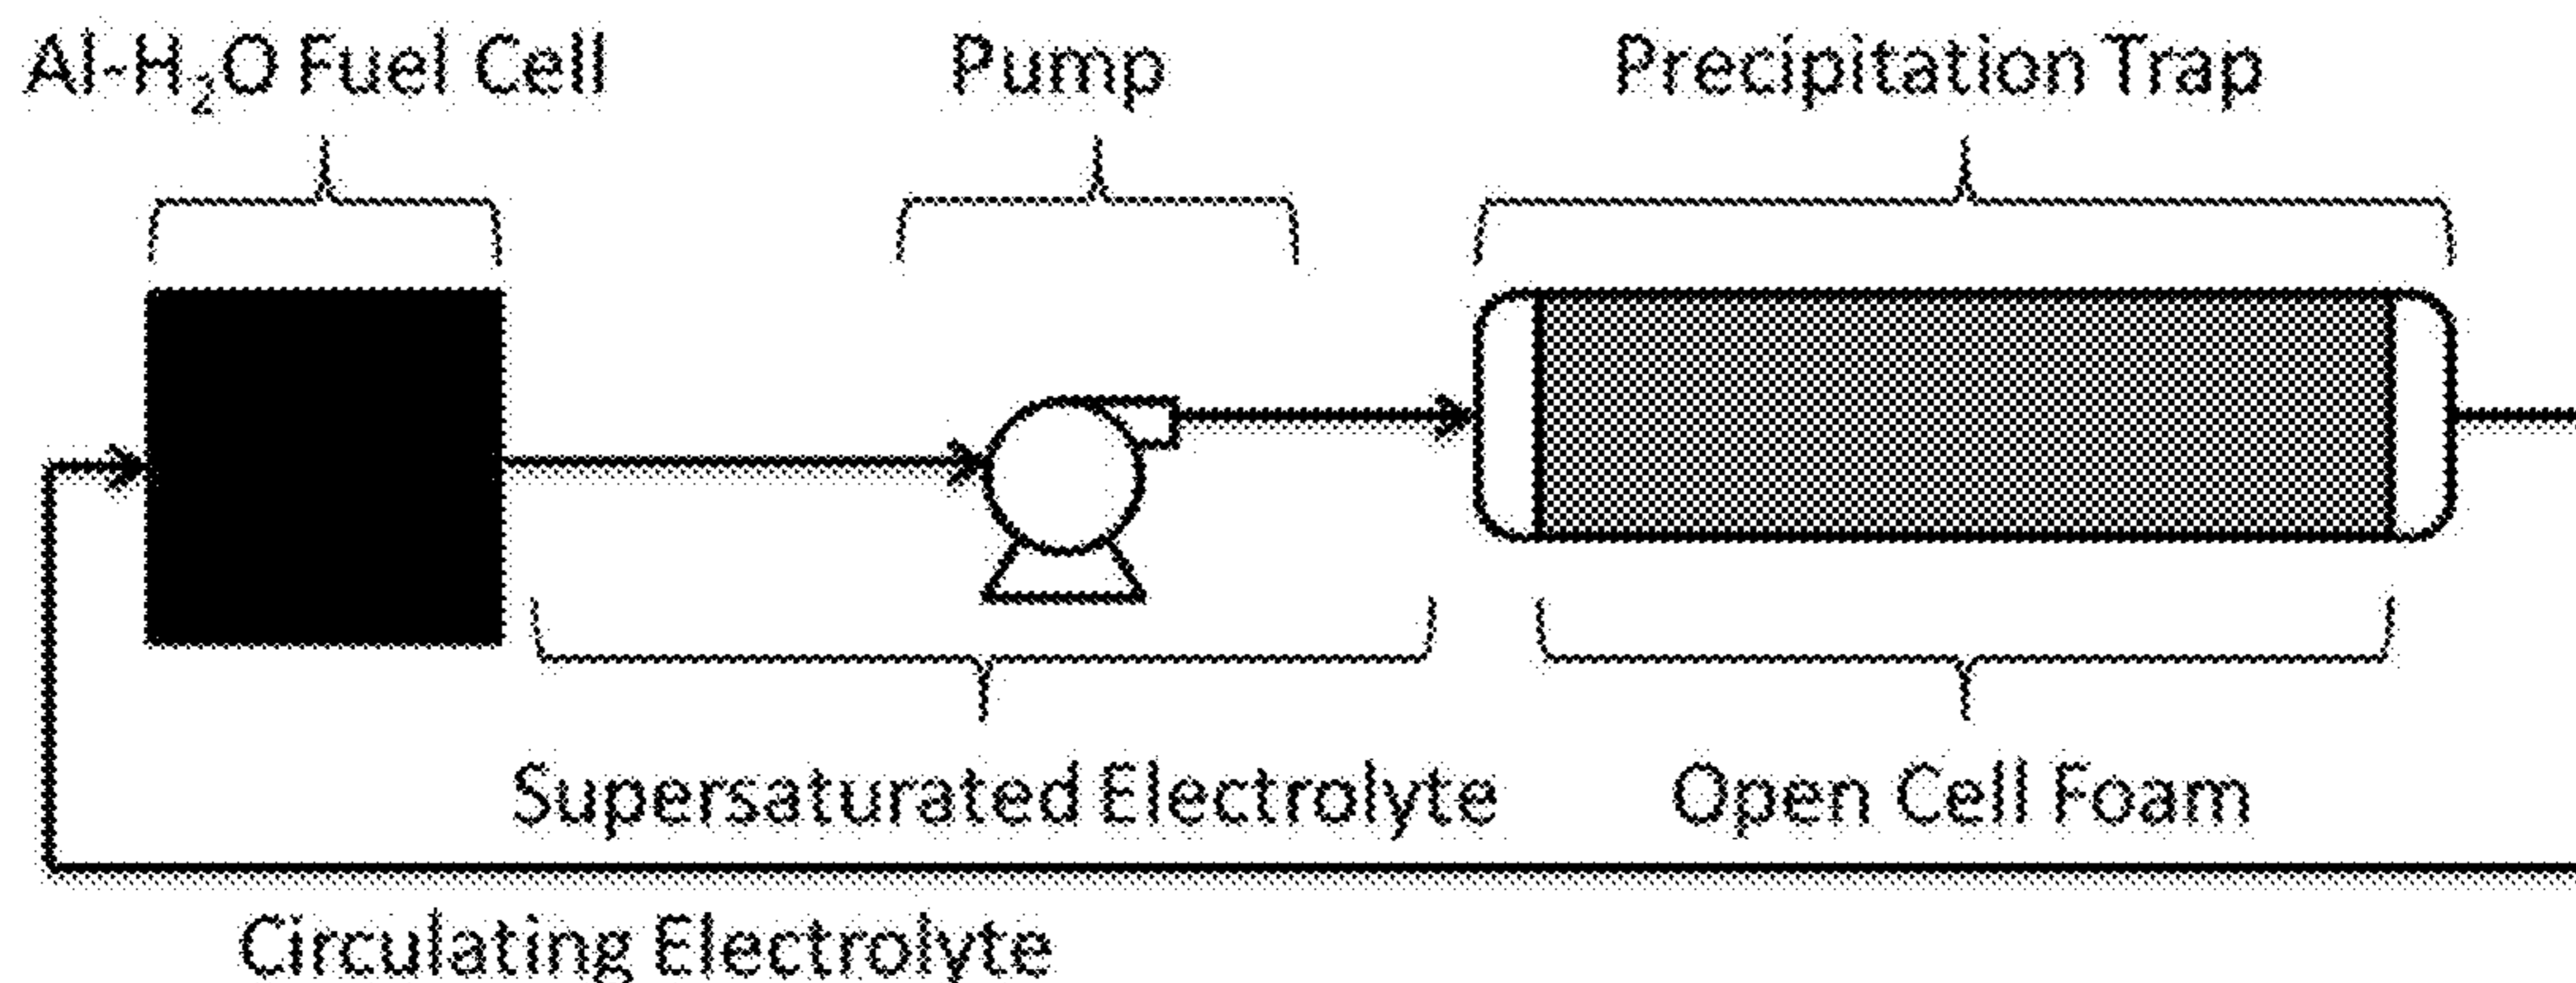 Al-H₂O Fuel Cell
Pump
Precipitation Trap
Supersaturated Electrolyte
Open Cell Foam
Circulating Electrolyte